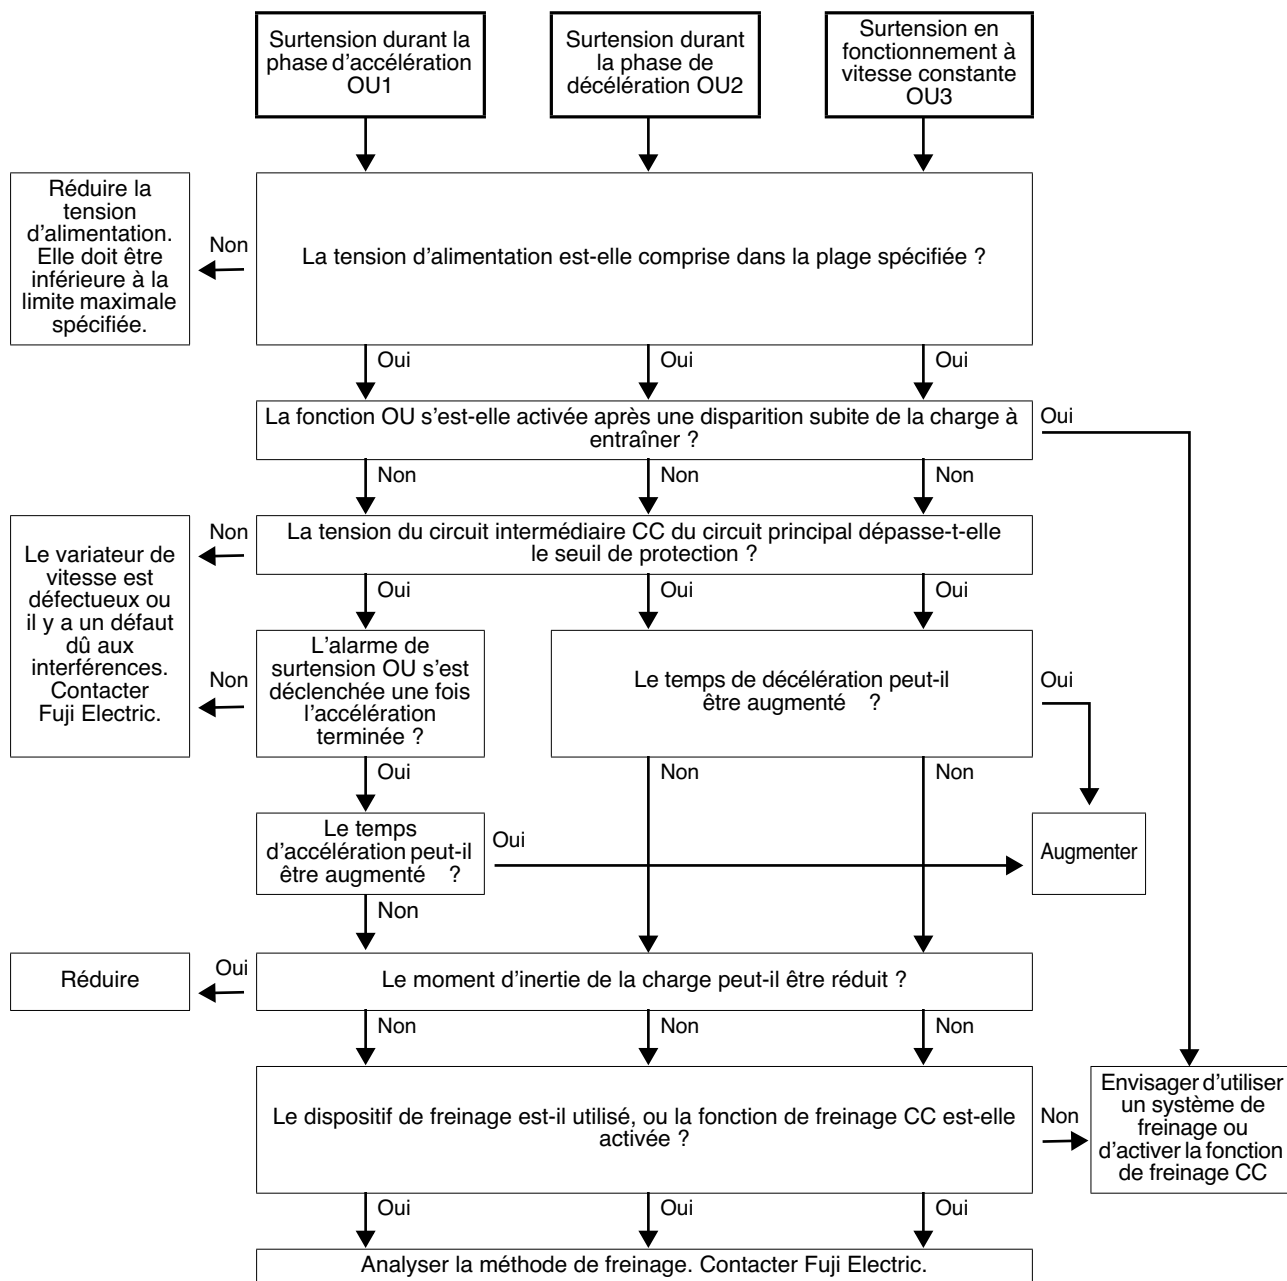 Surtension durant la
phase d'accélération
OU1
Surtension durant
la phase de
décélération OU2
Surtension en
fonctionnement à
vitesse constante
OU3
Réduire la
tension
d'alimentation.
Elle doit être
inférieure à la
limite maximale
spécifiée.
Non
La tension d'alimentation est-elle comprise dans la plage spécifiée ?
Oui
Oui
Oui
La fonction OU s'est-elle activée après une disparition subite de la charge à
entraîner ?
Oui
Non
Non
Non
Le variateur de
vitesse est
défectueux ou
il y a un défaut
dû aux
interférences.
Contacter
Fuji Electric.
Non
La tension du circuit intermédiaire CC du circuit principal dépasse-t-elle
le seuil de protection ?
Oui
Oui
Oui
Non
L'alarme de
surtension OU s'est
déclenchée une fois
l'accélération
terminée ?
Le temps de décélération peut-il
être augmenté ?
Oui
Oui
Non
Non
Le temps
d'accélération peut-il
être augmenté ?
Oui
Augmenter
Non
Réduire
Oui
Le moment d'inertie de la charge peut-il être réduit ?
Non
Non
Non
Le dispositif de freinage est-il utilisé, ou la fonction de freinage CC est-elle
activée ?
Non
Envisager d'utiliser
un système de
freinage ou
d'activer la fonction
de freinage CC
Oui
Oui
Oui
Analyser la méthode de freinage. Contacter Fuji Electric.